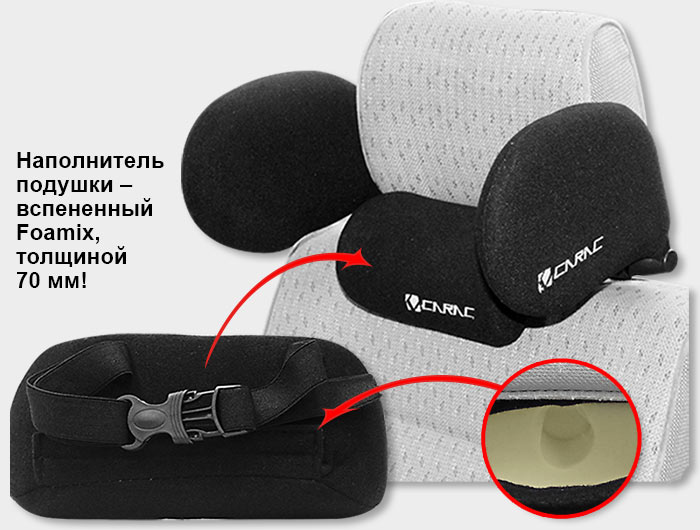 Наполнитель
подушки –
вспененный
Foamix,
толщиной
70 мм!
CARAC
CARAC